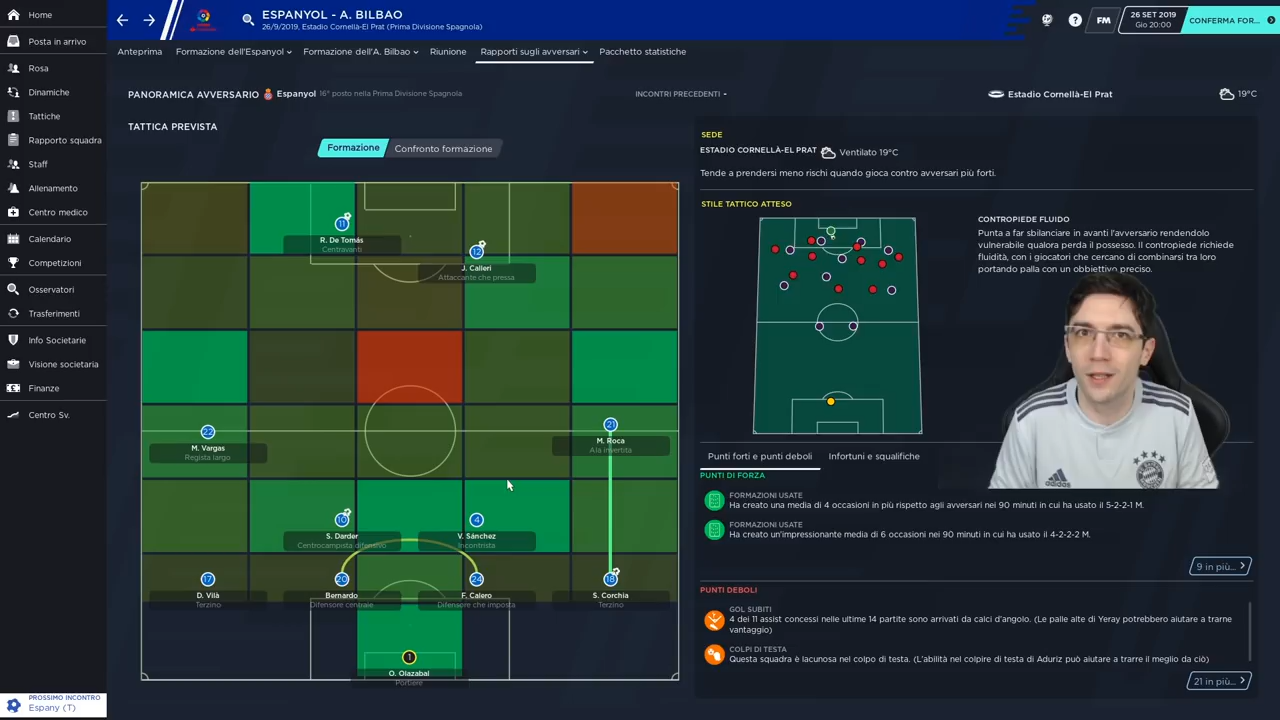 Home
Posta in arrivo
Rosa
Dinamiche
Tattiche
Rapporto squadra
Staff
Allenamento
Centro medico
Calendario
Competizioni
Osservatori
Trasferimenti
Info Societarie
Visione societaria
Finanze
Centro Sv.
PROSSIMO INCONTRO
Espany (T)
ESPANYOL - A. BILBAO
26/9/2019, Estadio Cornellà-El Prat (Prima Divisione Spagnola)
FM
26 SET 2019
Gio 20:00
CONFERMA FOR...
Anteprima
Formazione dell'Espanyol
Formazione dell'A. Bilbao
Riunione
Rapporti sugli avversari
Pacchetto statistiche
PANORAMICA AVVERSARIO
Espanyol
16° posto nella Prima Divisione Spagnola
INCONTRI PRECEDENTI -
Estadio Cornellà-El Prat
19°C
TATTICA PREVISTA
Formazione
Confronto formazione
11
R. De Tomás
Centravanti
12
J. Calleri
Attaccante che pressa
22
M. Vargas
Regista largo
21
M. Roca
Ala invertita
10
S. Darder
Centrocampista difensivo
4
V. Sánchez
Incontrista
17
D. Vilà
Terzino
20
Bernardo
Difensore centrale
24
F. Calero
Difensore che imposta
18
S. Corchia
Terzino
1
O. Olazabal
Portiere
SEDE
ESTADIO CORNELLÀ-EL PRAT
Ventilato 19°C
Tende a prendersi meno rischi quando gioca contro avversari più forti.
STILE TATTICO ATTESO
CONTROPIEDE FLUIDO
Punta a far sbilanciare in avanti l'avversario rendendolo
vulnerabile qualora perda il possesso. Il contropiede richiede
fluidità, con i giocatori che cercano di combinarsi tra loro
portando palla con un obbiettivo preciso.
Punti forti e punti deboli
Infortuni e squalifiche
PUNTI DI FORZA
FORMAZIONI USATE
Ha creato una media di 4 occasioni in più rispetto agli avversari nei 90 minuti in cui ha usato il 5-2-2-1 M.
FORMAZIONI USATE
Ha creato un'impressionante media di 6 occasioni nei 90 minuti in cui ha usato il 4-2-2-2 M.
9 in più...
PUNTI DEBOLI
GOL SUBITI
4 dei 11 assist concessi nelle ultime 14 partite sono arrivati da calci d'angolo. (Le palle alte di Yeray potrebbero aiutare a trarne
vantaggio)
COLPI DI TESTA
Questa squadra è lacunosa nel colpo di testa. (L'abilità nel colpire di testa di Aduriz può aiutare a trarre il meglio da ciò)
21 in più...
adidas